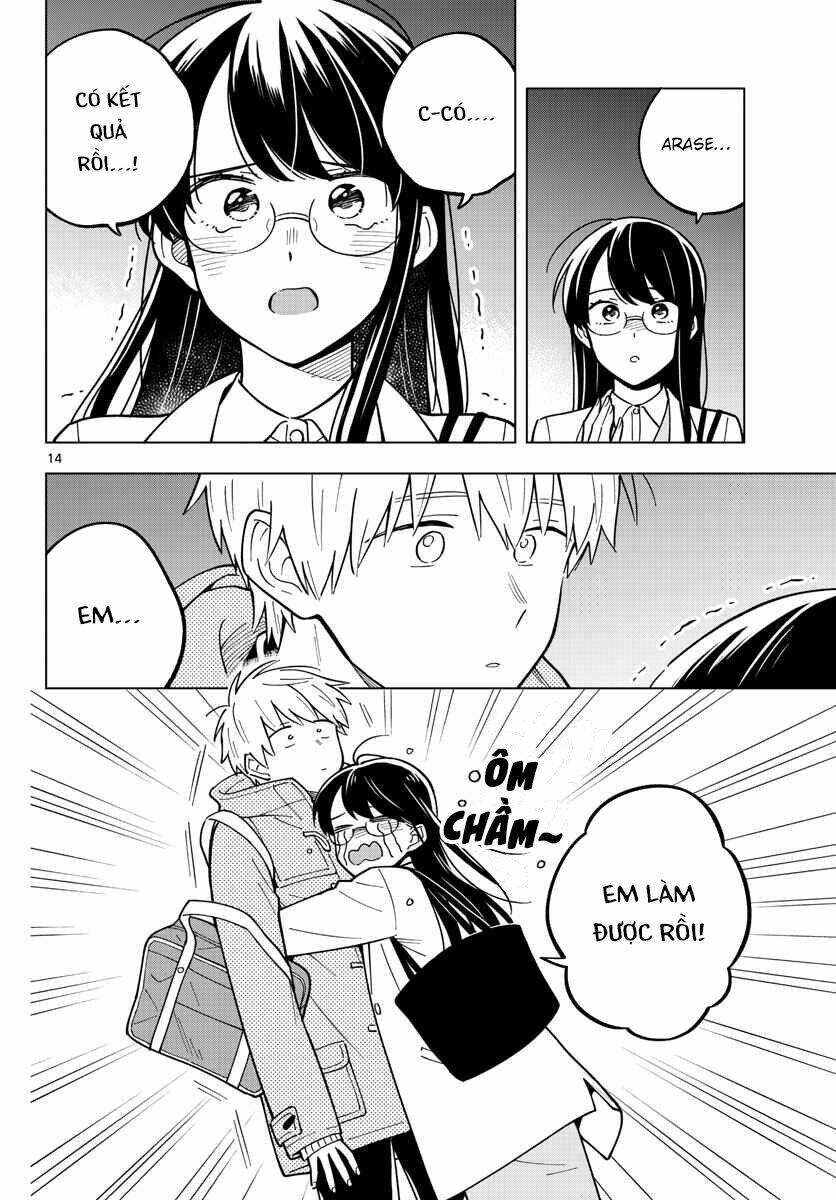 ARASE...
C-CÓ....
CÓ KẾT
QUẢ
RỒI...!
14
EM...
ÔM
CHẦM~
EM LÀM
ĐƯỢC RỒI!